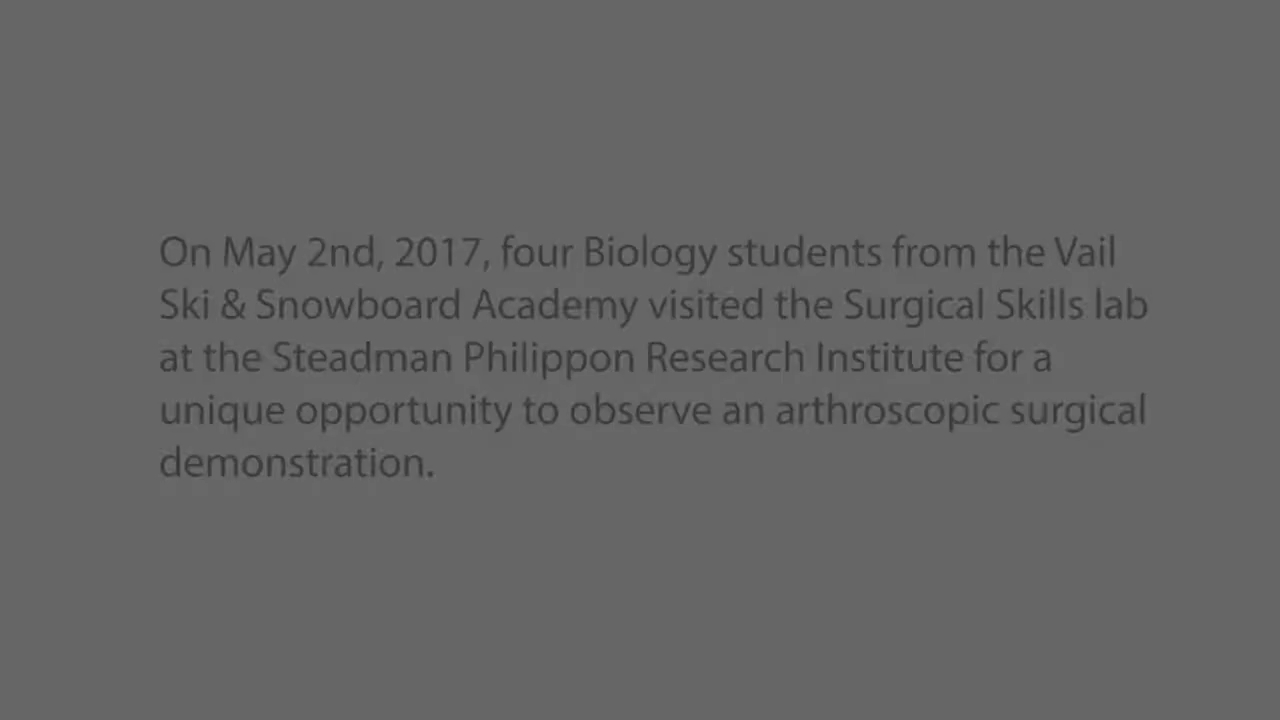 On May 2nd, 2017, four Biology students from the Vail
Ski & Snowboard Academy visited the Surgical Skills lab
at the Steadman Philippon Research Institute for a
unique opportunity to observe an arthroscopic surgical
demonstration.